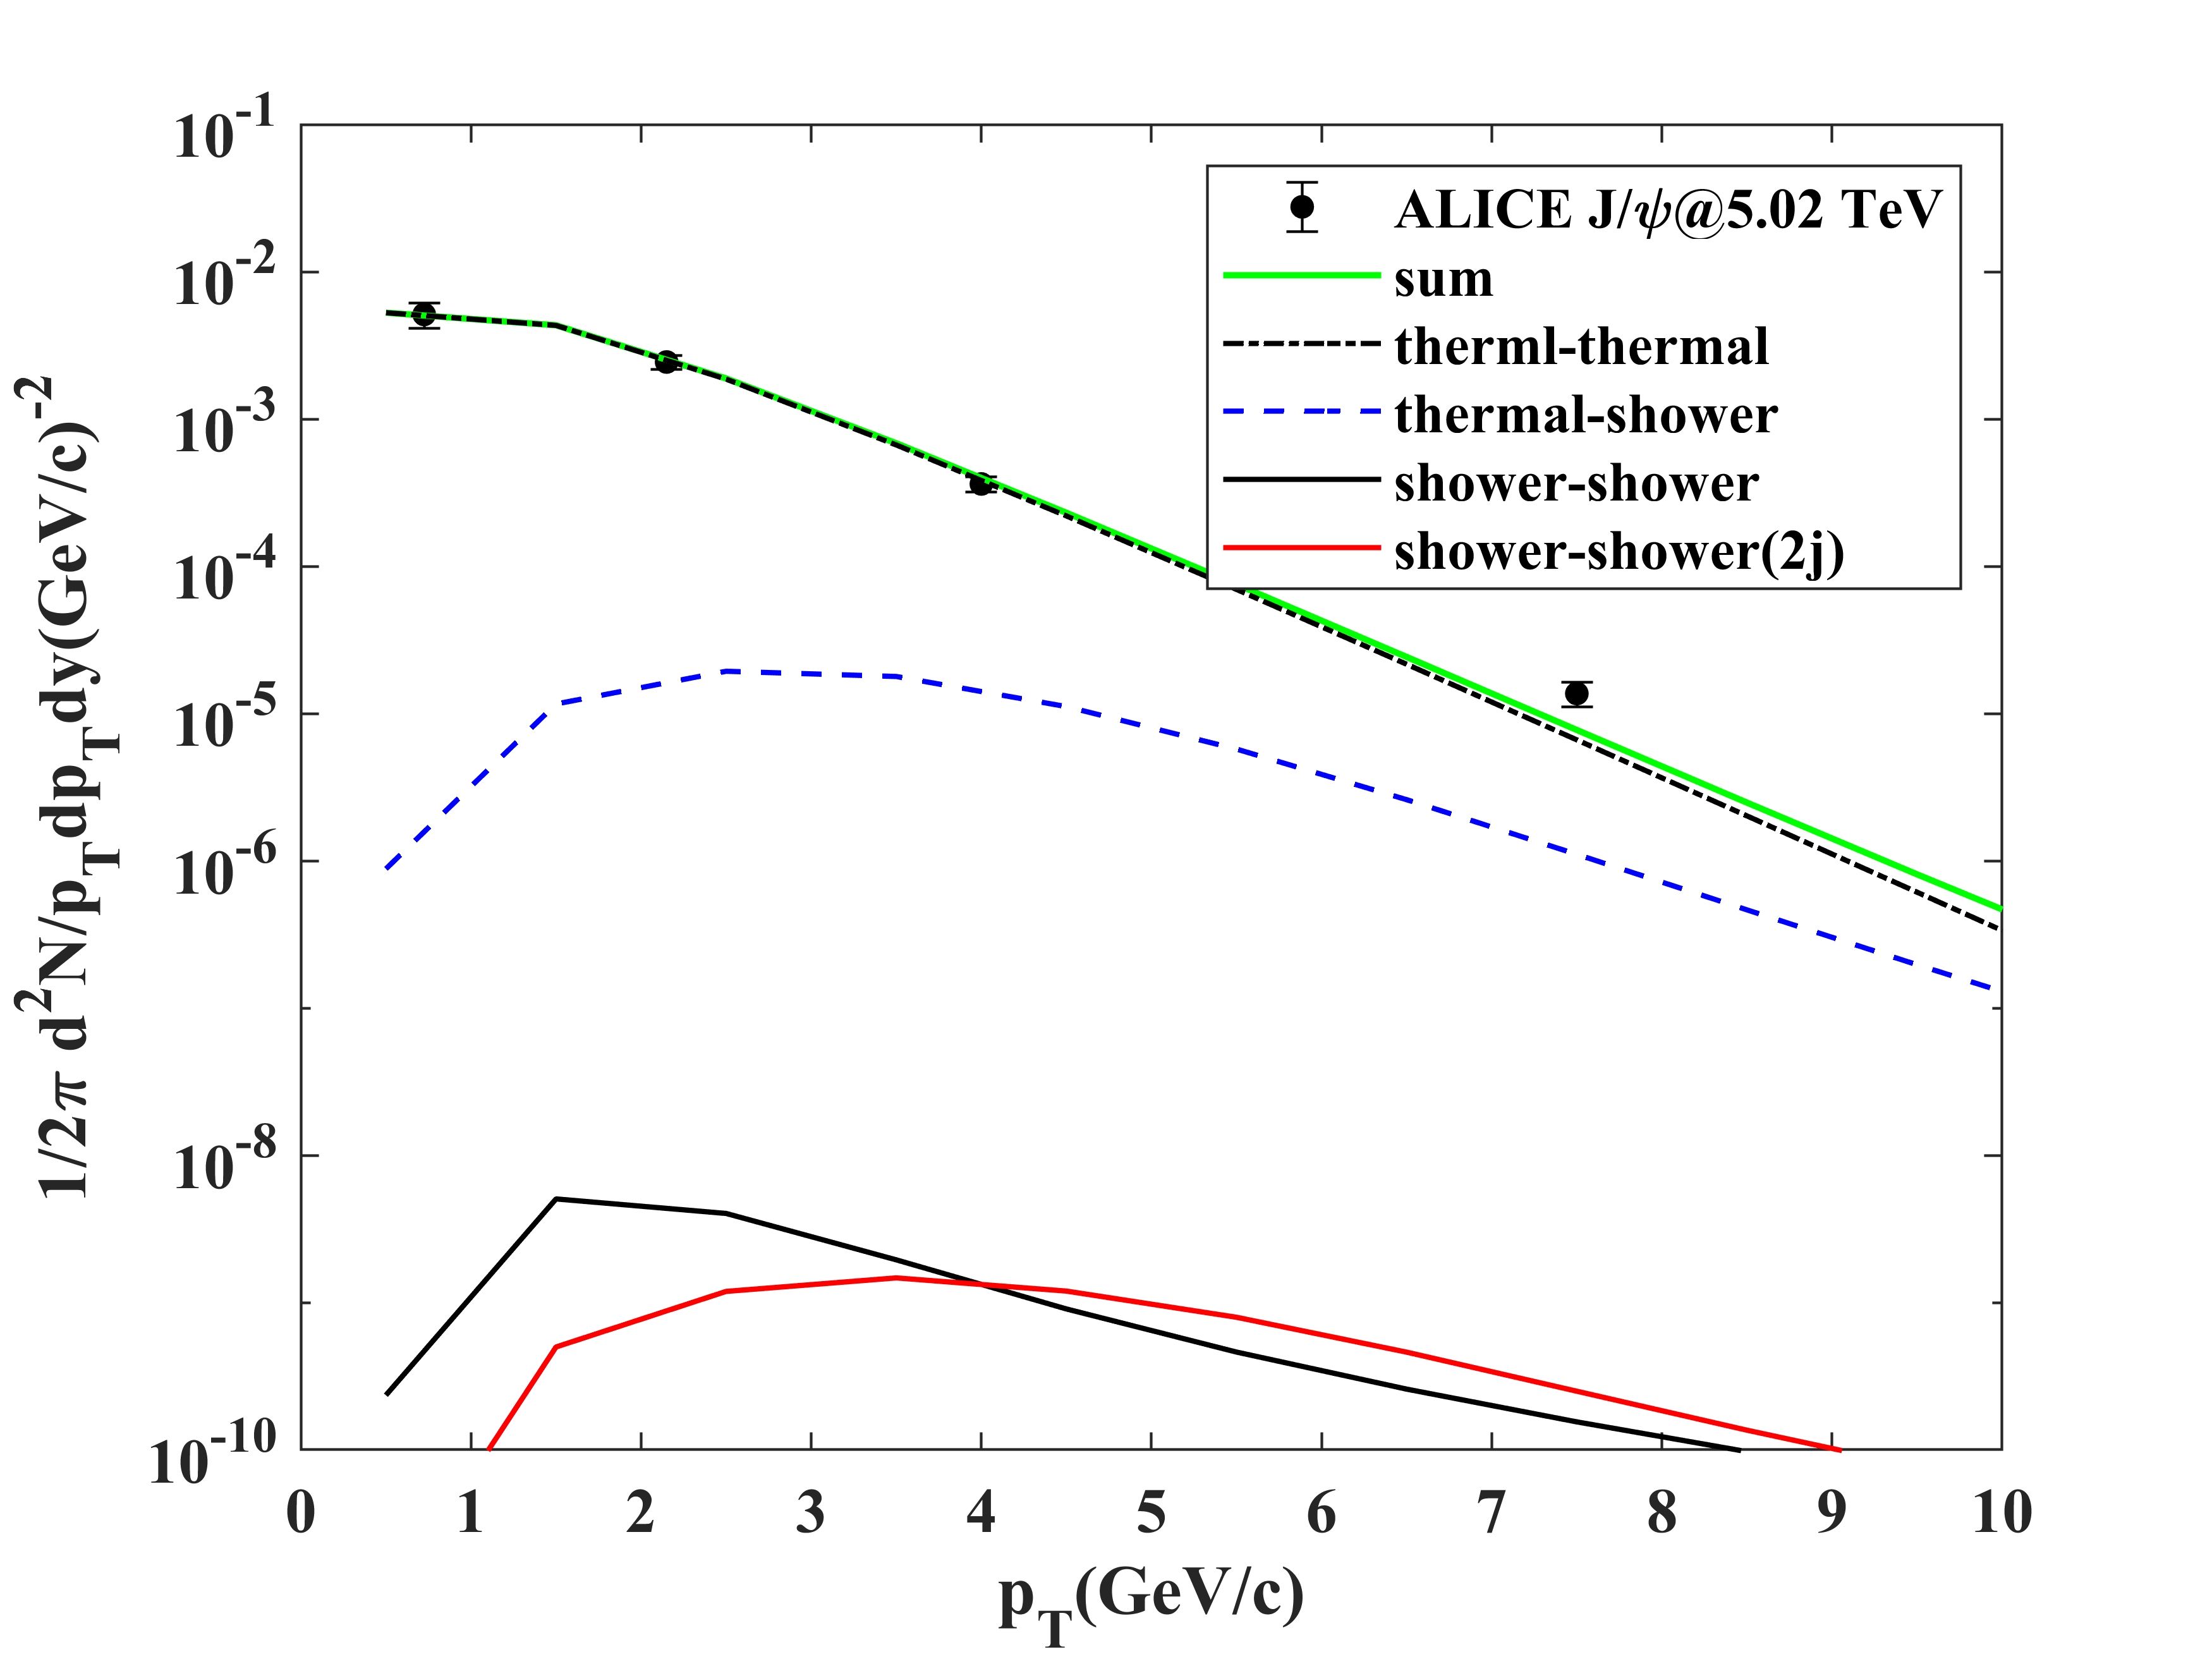 10-1
10-2
10-3
10-4
10-5
10-6
10-8
10-10
1/2π d2N/pTdpTdy(GeV/c)-2
ALICE J/ψ@5.02 TeV
sum
therml-thermal
thermal-shower
shower-shower
shower-shower(2j)
0 1 2 3 4 5 6 7 8 9 10
pT(GeV/c)